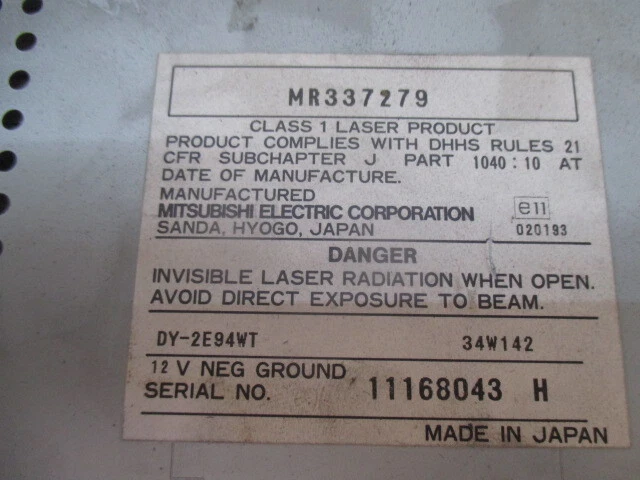 MR337279
CLASS 1 LASER PRODUCT
PRODUCT COMPLIES WITH DHHS RULES 21
CFR SUBCHAPTER J PART 1040:10 AT
DATE OF MANUFACTURE.
MANUFACTURED
MITSUBISHI ELECTRIC CORPORATION e11
SANDA, HYOGO, JAPAN 020193
DANGER
INVISIBLE LASER RADIATION WHEN OPEN.
AVOID DIRECT EXPOSURE TO BEAM.
DY-2E94WT 34W142
12 V NEG GROUND
SERIAL NO. 11168043 H
MADE IN JAPAN